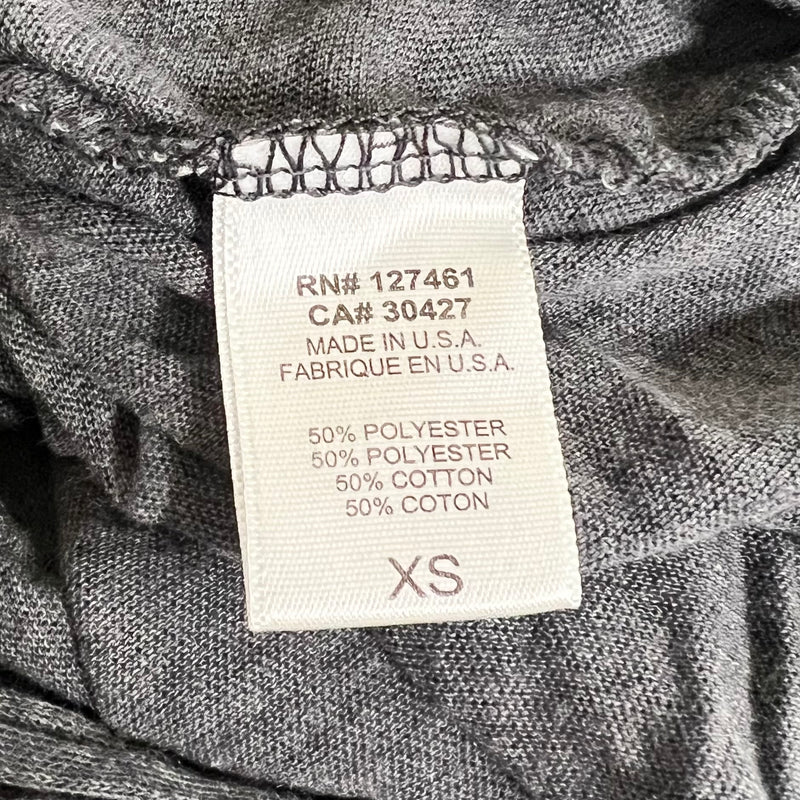 RN# 127461
CA# 30427
MADE IN U.S.A.
FABRIQUE EN U.S.A.
50% POLYESTER
50% POLYESTER
50% COTTON
50% COTON
XS